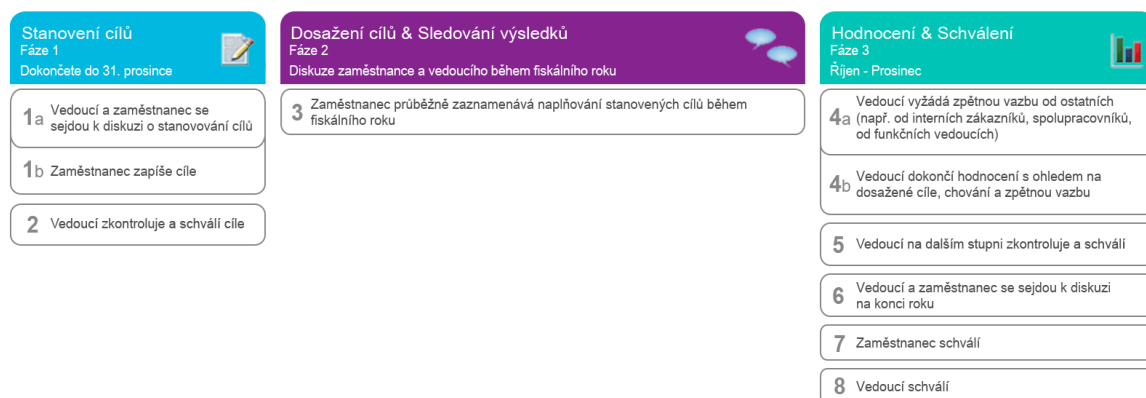 Stanovení cílů
Fáze 1
Dokončete do 31. prosince
1a Vedoucí a zaměstnanec se
sejdou k diskuzi o stanovování cílů
1b Zaměstnanec zapíše cíle
2 Vedoucí zkontroluje a schválí cíle
Dosažení cílů & Sledování výsledků
Fáze 2
Diskuze zaměstnance a vedoucího během fiskálního roku
3 Zaměstnanec průběžně zaznamenává naplňování stanovených cílů během
fiskálního roku
Hodnocení & Schválení
Fáze 3
Říjen - Prosinec
4a Vedoucí vyžádá zpětnou vazbu od ostatních
(např. od interních zákazníků, spolupracovníků,
od funkčních vedoucích)
4b Vedoucí dokončí hodnocení s ohledem na
dosažené cíle, chování a zpětnou vazbu
5 Vedoucí na dalším stupni zkontroluje a schválí
6 Vedoucí a zaměstnanec se sejdou k diskuzi
na konci roku
7 Zaměstnanec schválí
8 Vedoucí schválí